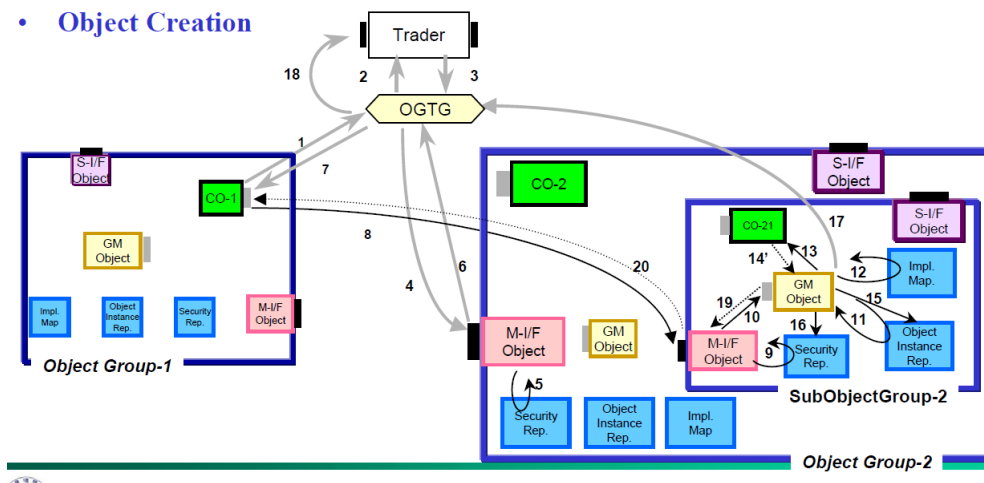 • Object Creation
Trader
18
2
3
OGTG
1
7
S-I/F
Object
CO-1
GM
Object
Impl.
Map
Object
Instance
Rep.
Security
Rep.
M-I/F
Object
Object Group-1
8
4
6
20
CO-2
S-I/F
Object
S-I/F
Object
17
CO-21
13
14’
12
Impl.
Map.
GM
Object
19
10
15
11
16
9
M-I/F
Object
Security
Rep.
Object
Instance
Rep.
SubObjectGroup-2
M-I/F
Object
GM
Object
5
Security
Rep.
Object
Instance
Rep.
Impl.
Map
Object Group-2